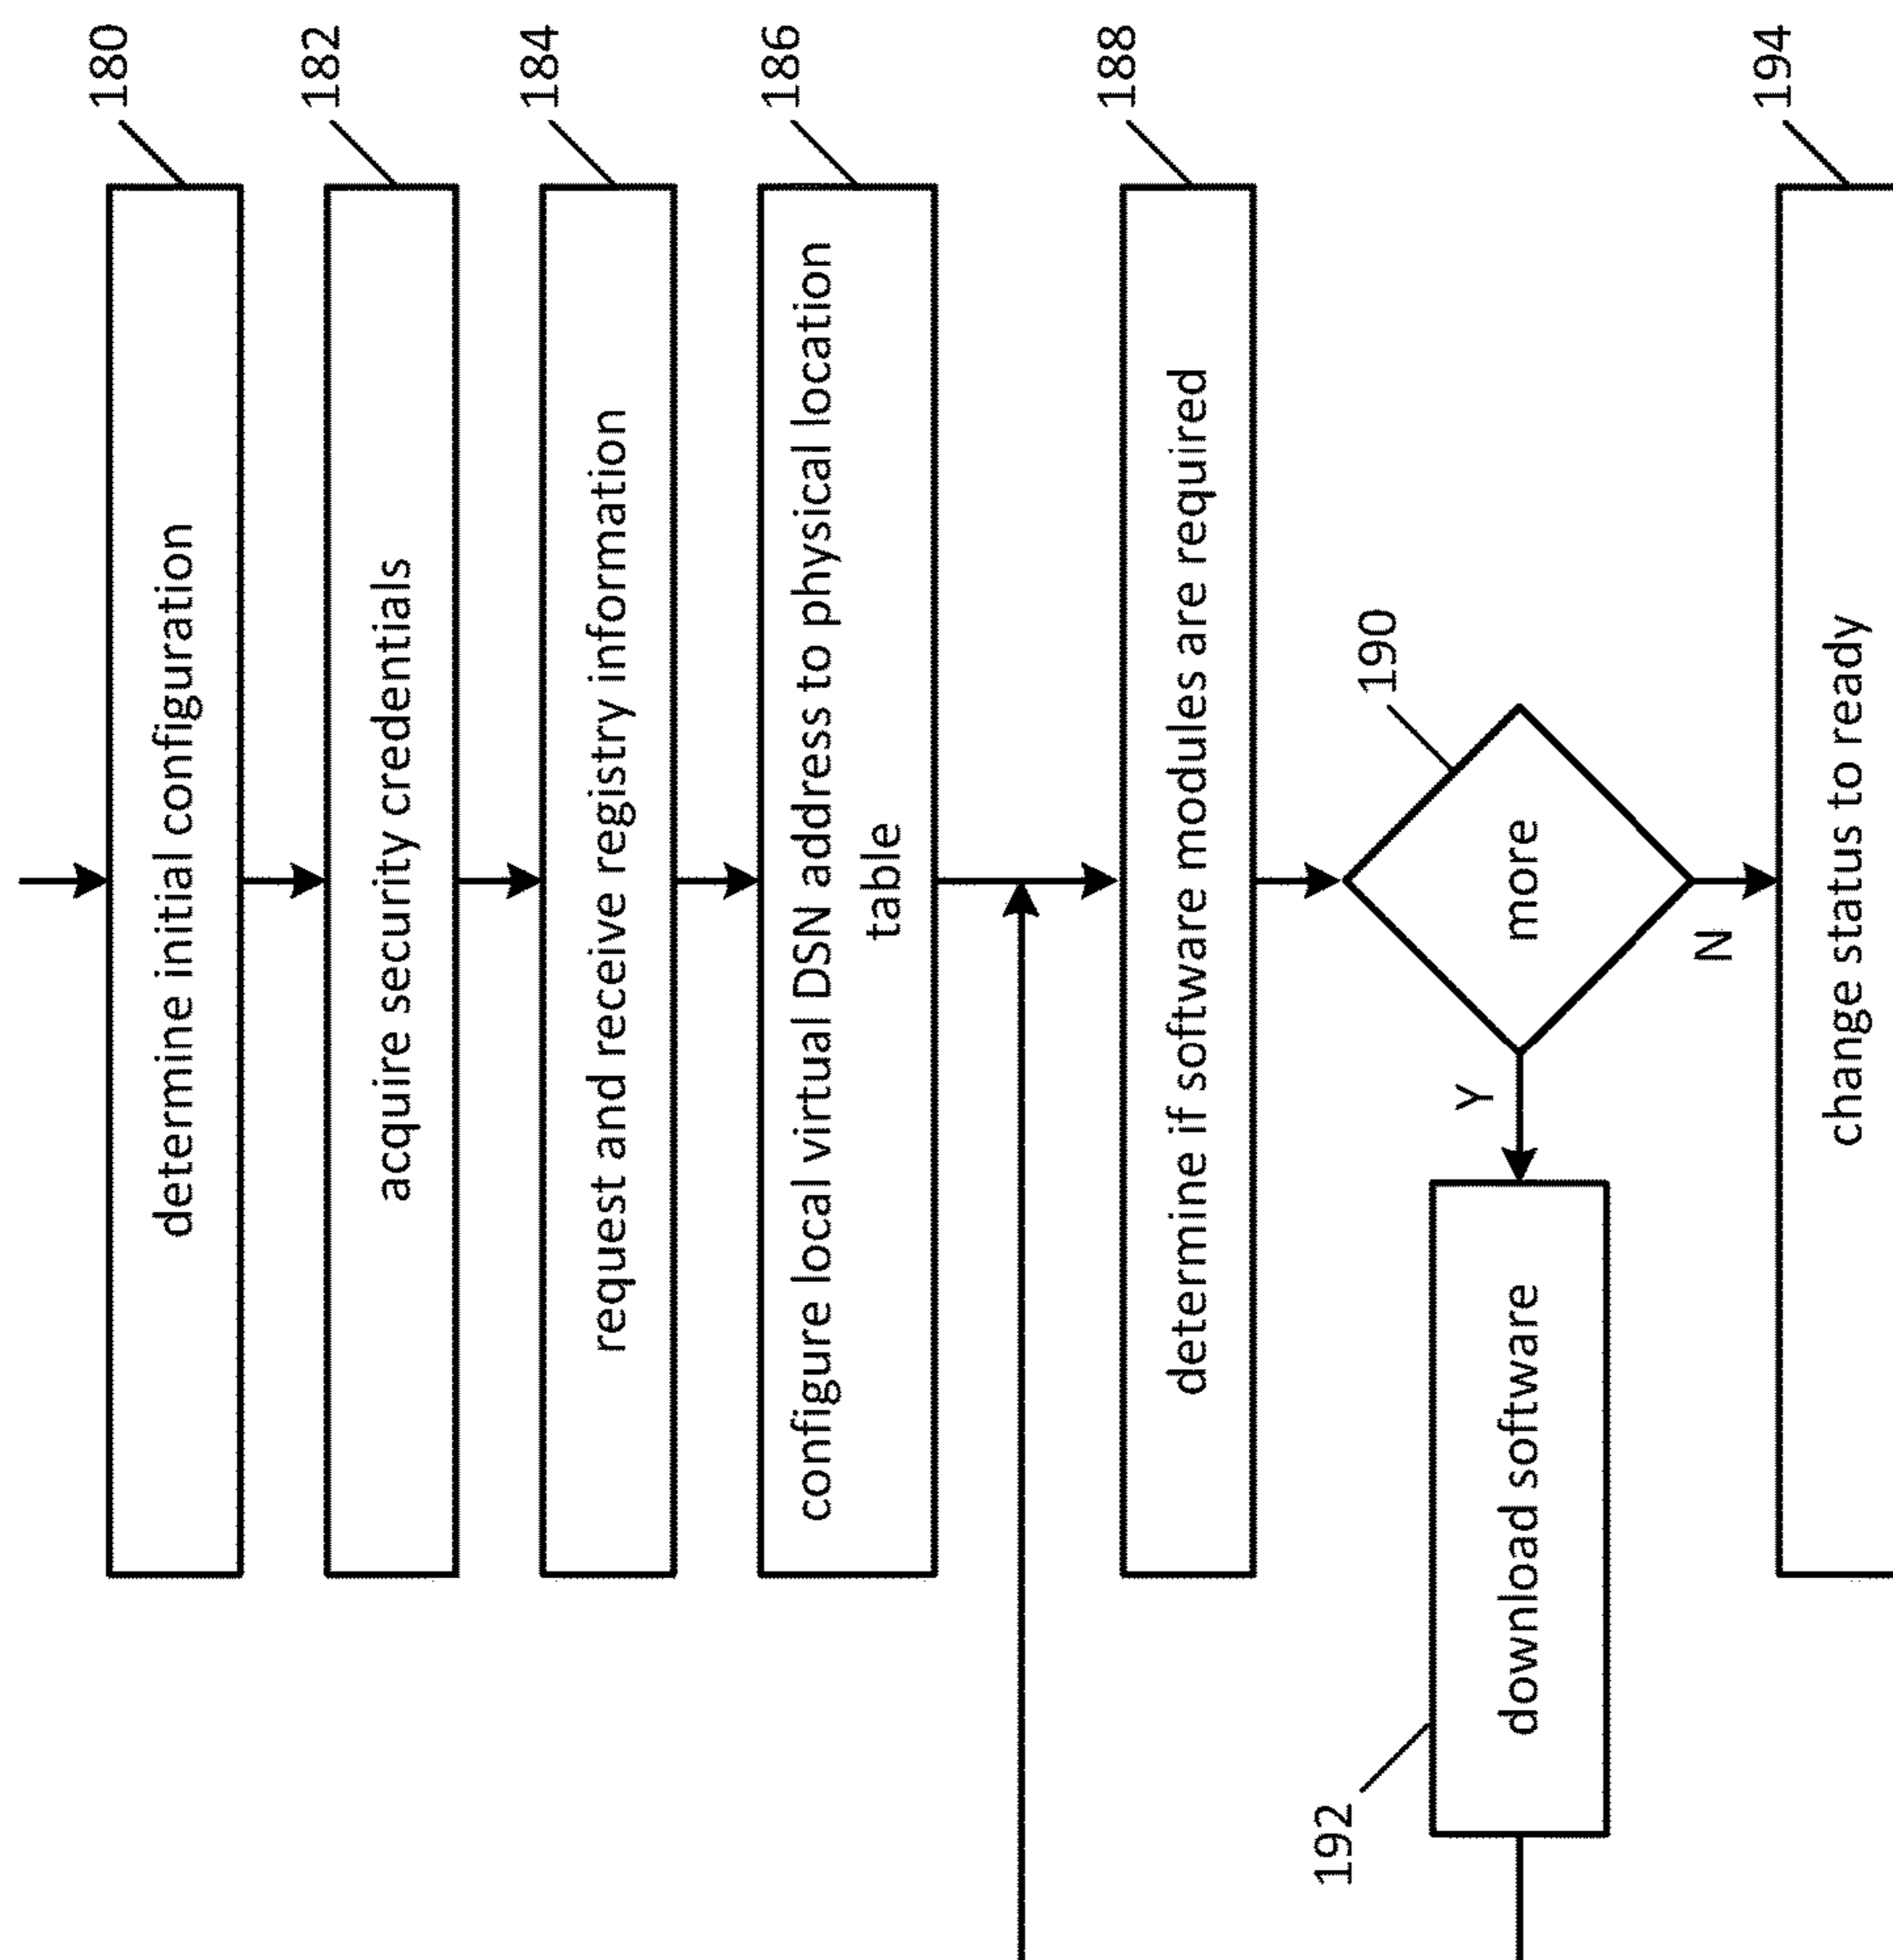 180
determine initial configuration
182
acquire security credentials
184
request and receive registry information
186
configure local virtual DSN address to physical location
table
188
determine if software modules are required
190
more
Y
N
192
download software
194
change status to ready